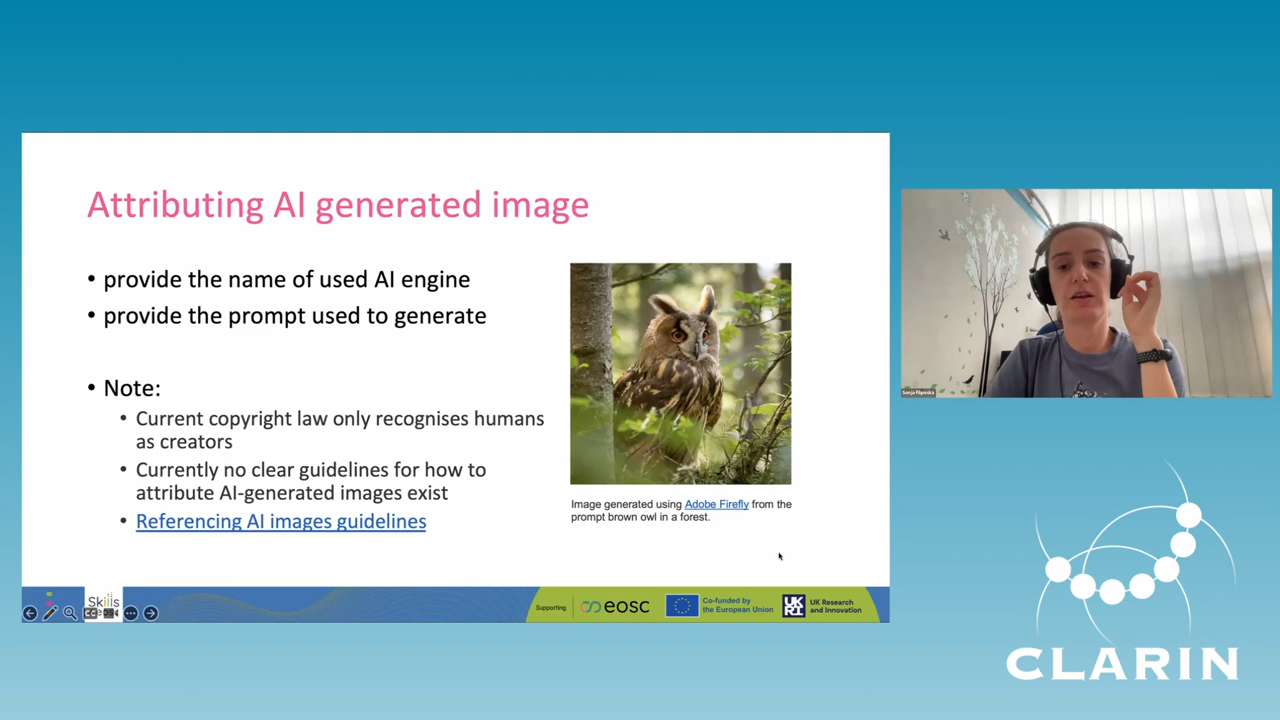 Attributing AI generated image
• provide the name of used AI engine
• provide the prompt used to generate
• Note:
• Current copyright law only recognises humans
as creators
• Currently no clear guidelines for how to
attribute AI-generated images exist
• Referencing AI images guidelines
Image generated using Adobe Firefly from the
prompt brown owl in a forest.
Skills
Supporting
eosc
Co-funded by
the European Union
UKRI
UK Research
and Innovation
Sonja Filiposka
CLARIN